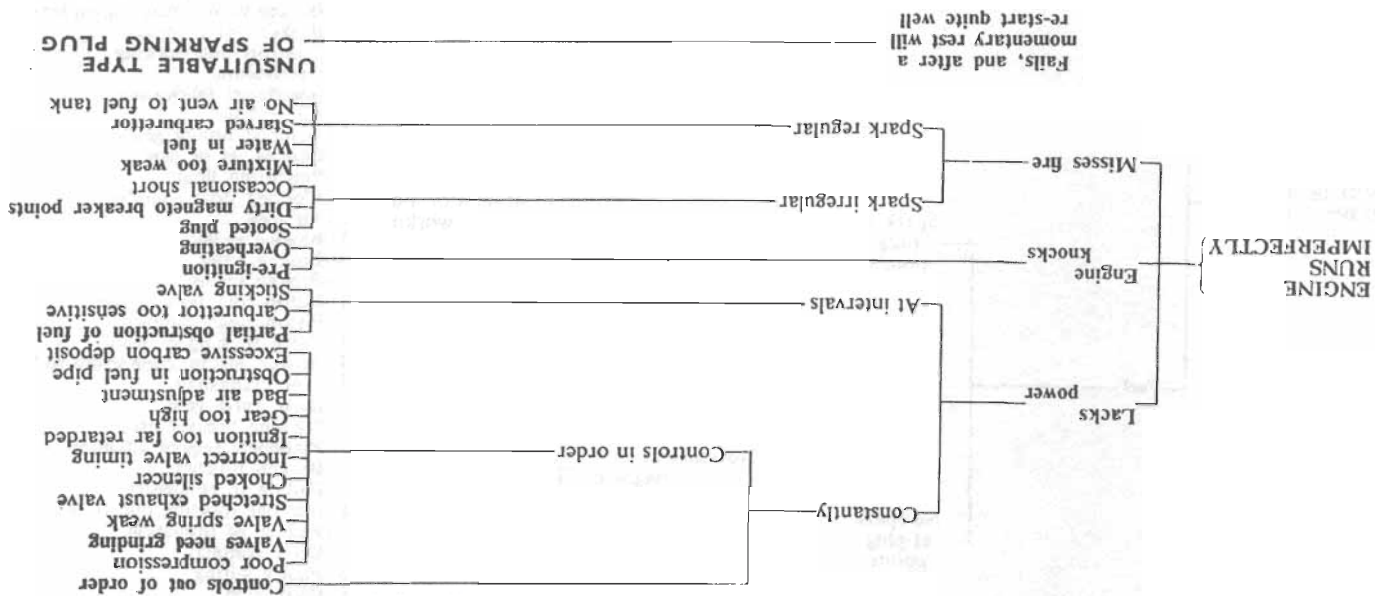 ENGINE
RUNS
IMPERFECTLY
Lacks
power
Engine
knocks
Misses fire
Constantly
At intervals
Spark irregular
Spark regular
Controls in order
Controls out of order
Poor compression
Valves need grinding
Valve spring weak
Stretched exhaust valve
Choked silencer
Incorrect valve timing
Ignition too far retarded
Gear too high
Bad air adjustment
Obstruction in fuel pipe
Excessive carbon deposit
Partial obstruction of fuel
Carburettor too sensitive
Sticking valve
Pre-ignition
Overheating
Sooted plug
Dirty magneto breaker points
Occasional short
Mixture too weak
Water in fuel
Starved carburettor
No air vent to fuel tank
Fails, and after a
momentary rest will
re-start quite well
UNSUITABLE TYPE
OF SPARKING PLUG